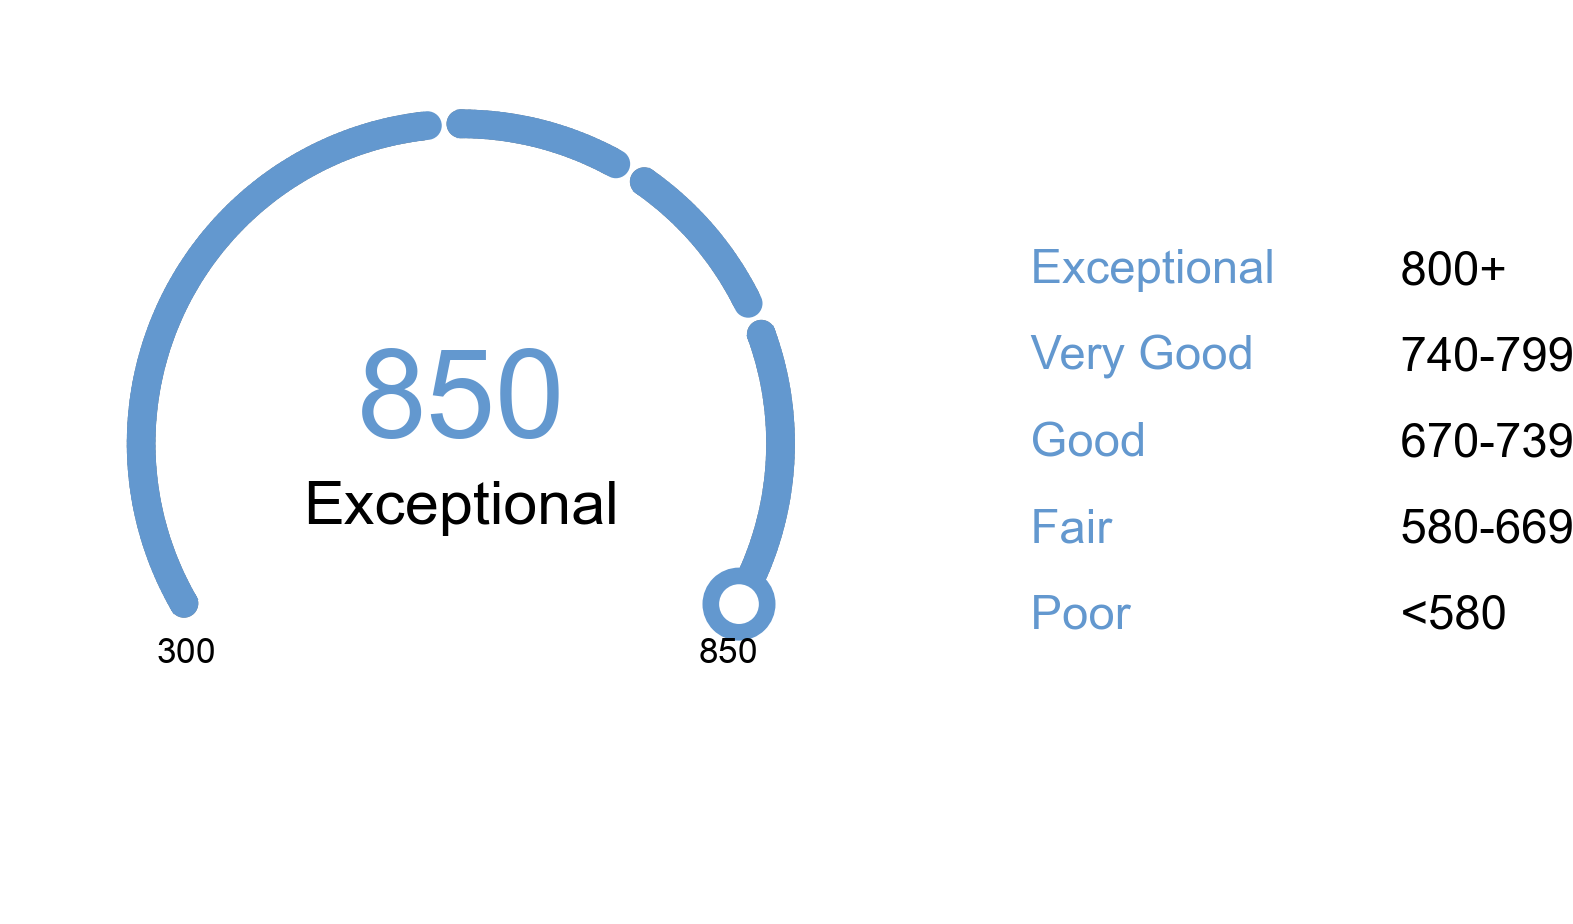 850
Exceptional
300
850
Exceptional 800+
Very Good 740-799
Good 670-739
Fair 580-669
Poor <580